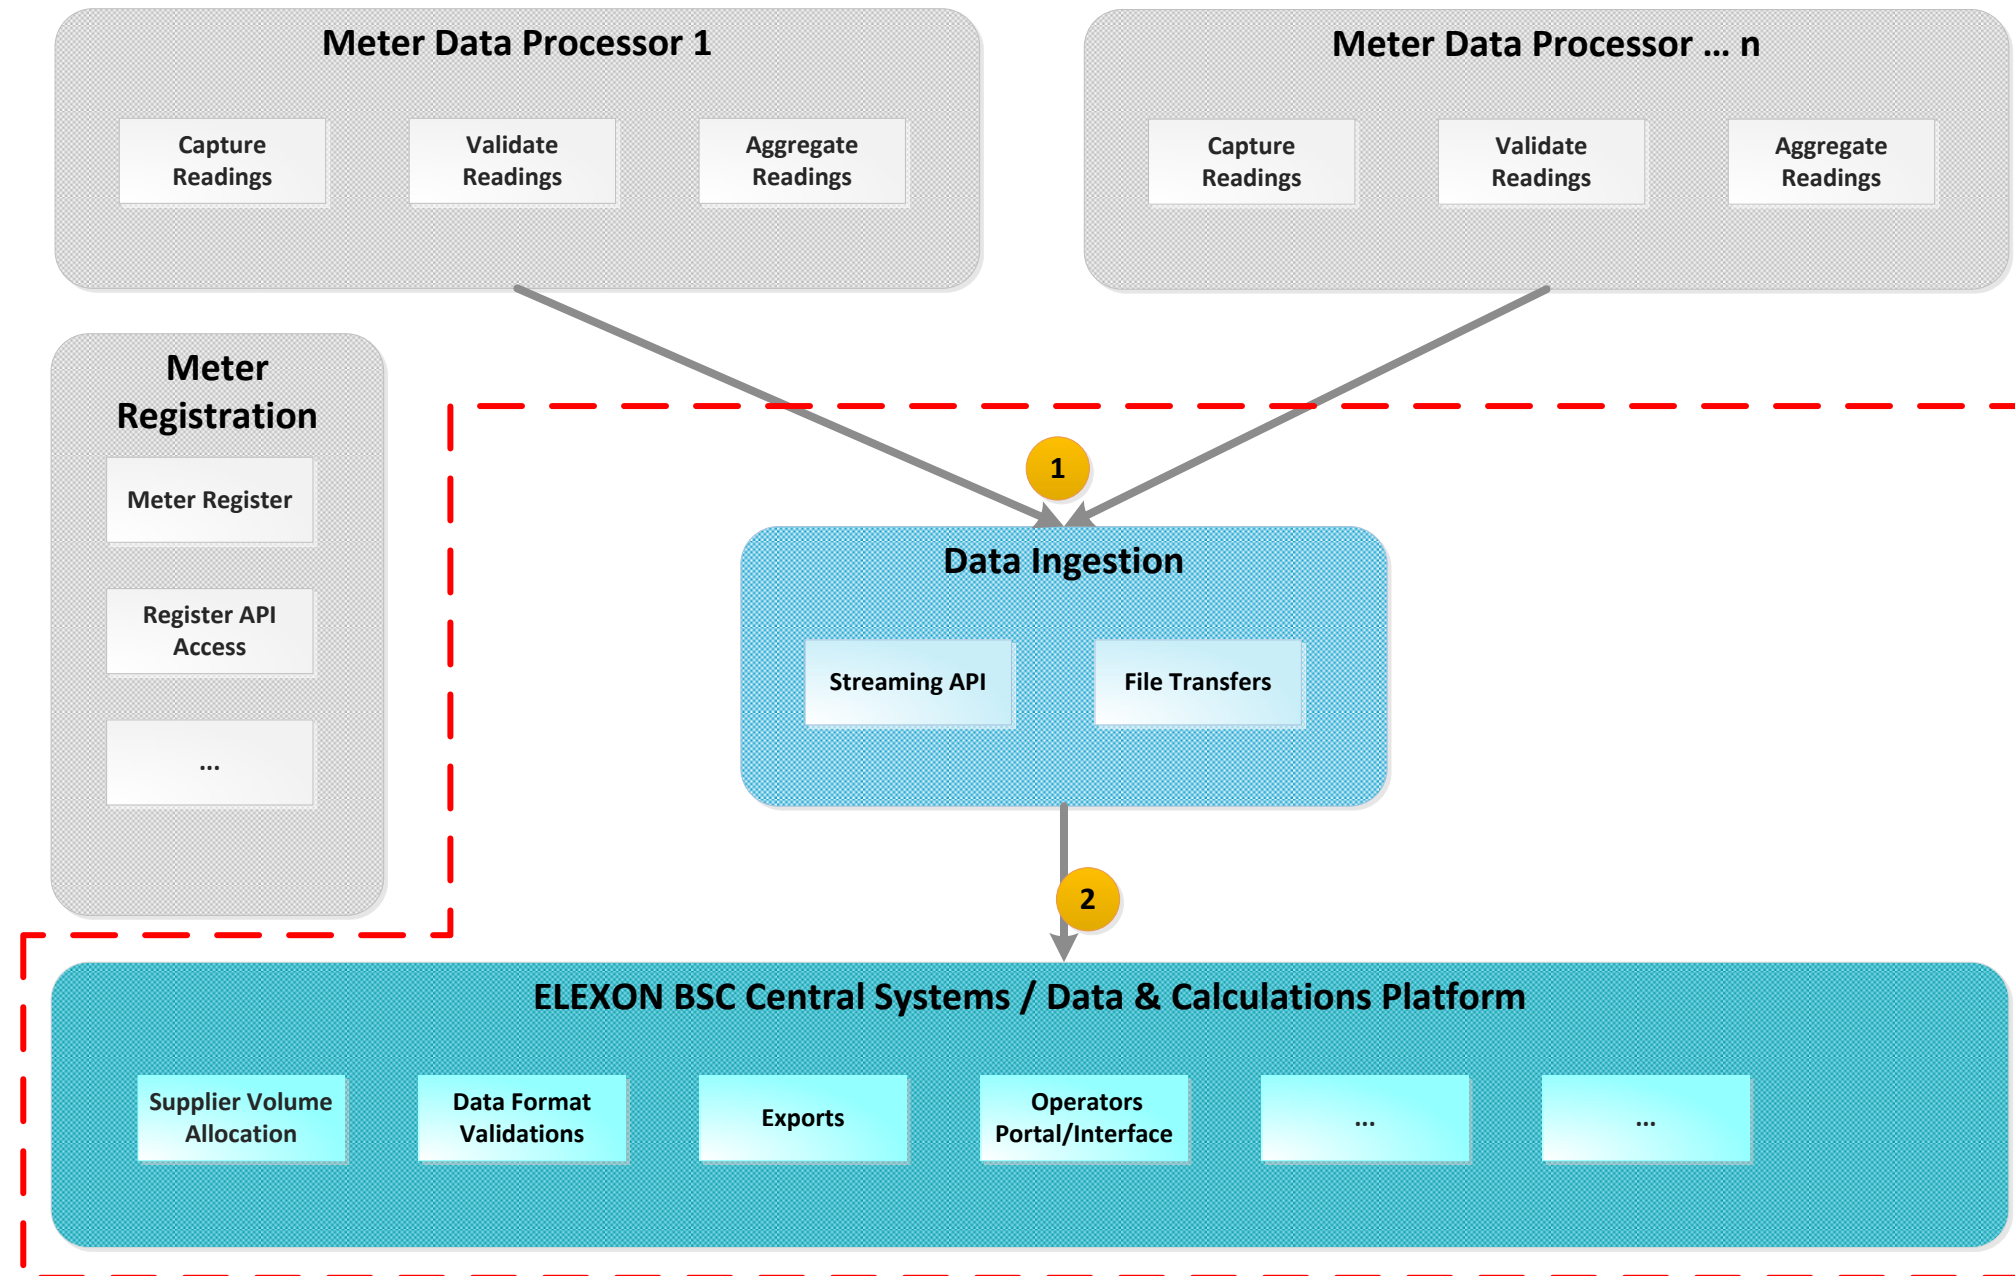 Meter Data Processor 1
Capture
Readings
Validate
Readings
Aggregate
Readings
Meter Data Processor ... n
Capture
Readings
Validate
Readings
Aggregate
Readings
Meter
Registration
Meter Register
Register API
Access
...
1
Data Ingestion
Streaming API
File Transfers
2
ELEXON BSC Central Systems / Data & Calculations Platform
Supplier Volume
Allocation
Data Format
Validations
Exports
Operators
Portal/Interface
...
...